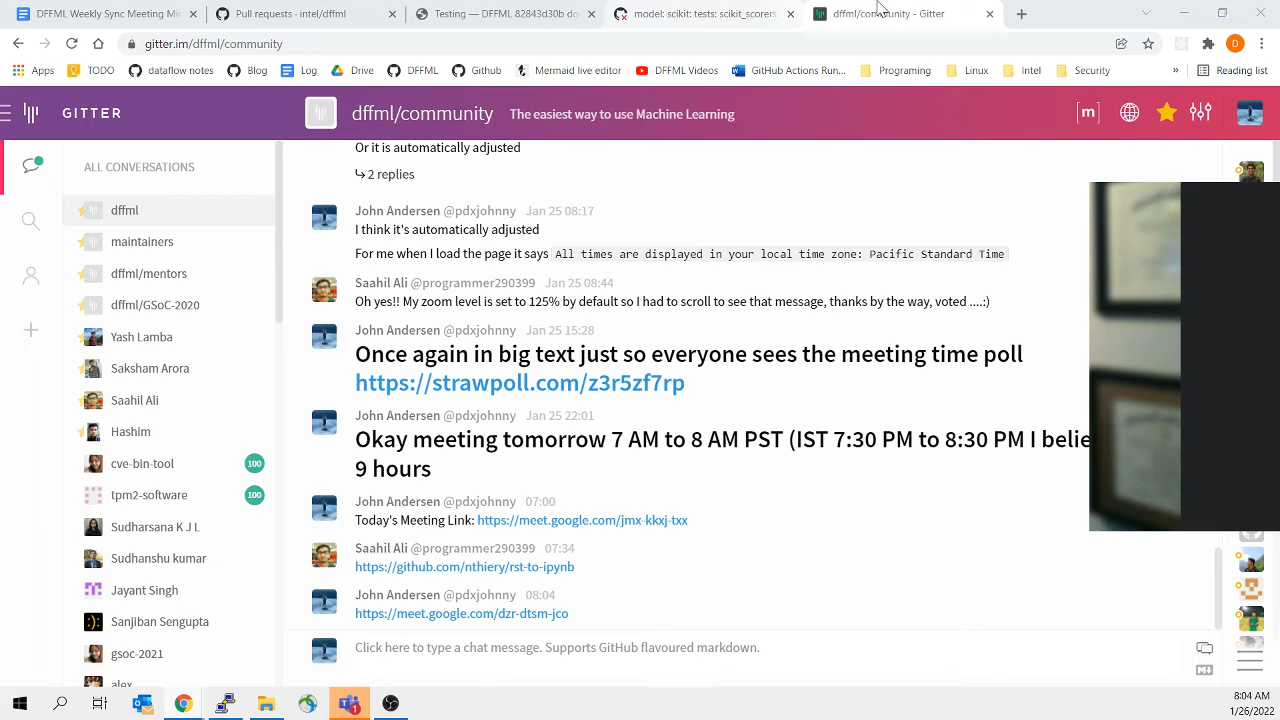 Weekly Sync Meeting Min
Pull requests · intel/dffml
Testing — DFFML 8284a3b do
model: scikit: test: scikit_scorers
dffml/community - Gitter
gitter.im/dffml/community
Apps
TODO
dataflow notes
Blog
Log
Drive
DFFML
Github
Mermaid live editor
DFFML Videos
GitHub Actions Run...
Programing
Linux
Intel
Security
»
Reading list
GITTER
dffml/community
The easiest way to use Machine Learning
[m]
ALL CONVERSATIONS
dffml
maintainers
dffml/mentors
dffml/GSoC-2020
Yash Lamba
Saksham Arora
Saahil Ali
Hashim
cve-bin-tool 100
tpm2-software 100
Sudharsana K J L
Sudhanshu kumar
Jayant Singh
Sanjiban Sengupta
gsoc-2021
alex
Or it is automatically adjusted
2 replies
John Andersen @pdxjohnny Jan 25 08:17
I think it's automatically adjusted
For me when I load the page it says All times are displayed in your local time zone: Pacific Standard Time
Saahil Ali @programmer290399 Jan 25 08:44
Oh yes!! My zoom level is set to 125% by default so I had to scroll to see that message, thanks by the way, voted ....:)
John Andersen @pdxjohnny Jan 25 15:28
Once again in big text just so everyone sees the meeting time poll
https://strawpoll.com/z3r5zf7rp
John Andersen @pdxjohnny Jan 25 22:01
Okay meeting tomorrow 7 AM to 8 AM PST (IST 7:30 PM to 8:30 PM I belie
9 hours
John Andersen @pdxjohnny 07:00
Today's Meeting Link: https://meet.google.com/jmx-kkxj-txx
Saahil Ali @programmer290399 07:34
https://github.com/nthiery/rst-to-ipynb
John Andersen @pdxjohnny 08:04
https://meet.google.com/dzr-dtsm-jco
Click here to type a chat message. Supports GitHub flavoured markdown.
8:04 AM
1/26/2022